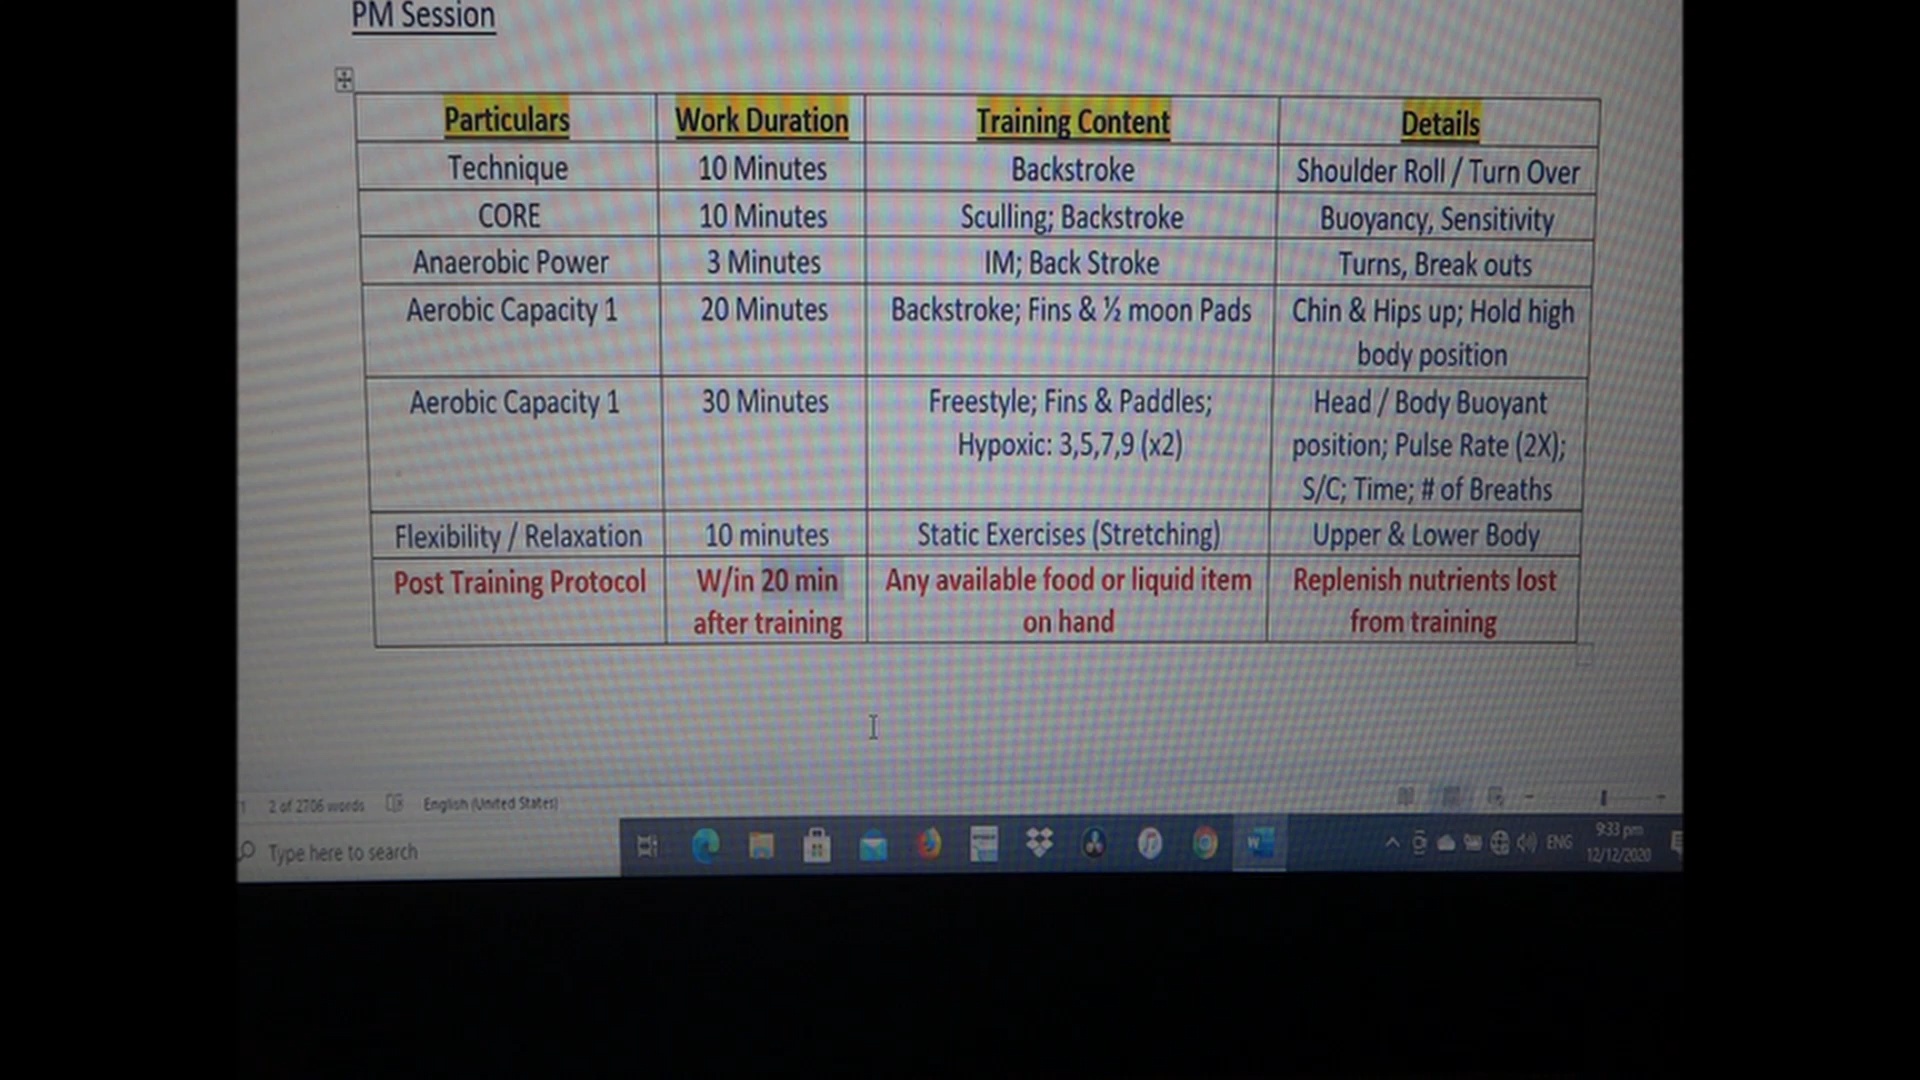 PM Session
Particulars Work Duration Training Content Details
Technique 10 Minutes Backstroke Shoulder Roll / Turn Over
CORE 10 Minutes Sculling; Backstroke Buoyancy, Sensitivity
Anaerobic Power 3 Minutes IM; Back Stroke Turns, Break outs
Aerobic Capacity 1 20 Minutes Backstroke; Fins & ½ moon Pads Chin & Hips up; Hold high
body position
Aerobic Capacity 1 30 Minutes Freestyle; Fins & Paddles; Head / Body Buoyant
Hypoxic: 3,5,7,9 (x2) position; Pulse Rate (2X);
S/C; Time; # of Breaths
Flexibility / Relaxation 10 minutes Static Exercises (Stretching) Upper & Lower Body
Post Training Protocol W/in 20 min Any available food or liquid item Replenish nutrients lost
after training on hand from training
2 of 2706 words English (United States)
Type here to search ENG 9:33 pm
12/12/2020